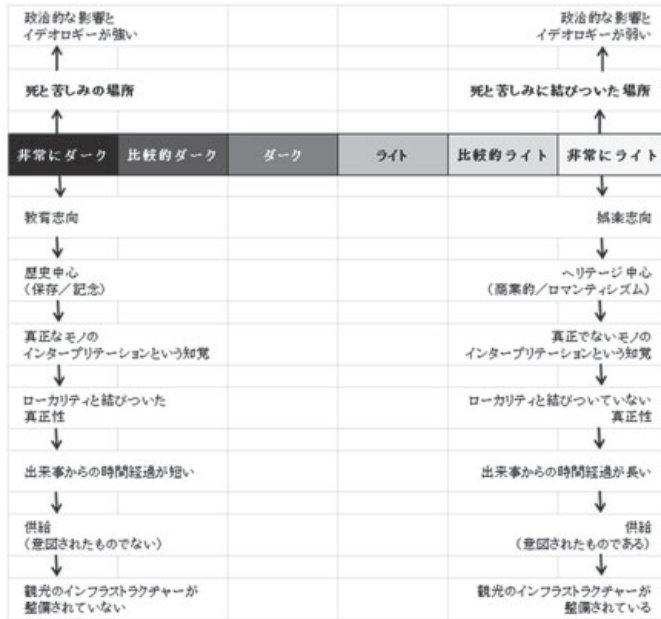 政治的な影響と
イデオロギーが強い
政治的な影響と
イデオロギーが弱い
死と苦しみの場所
死と苦しみに結びついた場所
非常にダーク 比較的ダーク ダーク ライト 比較的ライト 非常にライト
教育志向
娯楽志向
歴史中心
（保存／記念）
ヘリテージ中心
（商業的／ロマンティシズム）
真正なモノの
インタープリテーションという知覚
真正でないモノの
インタープリテーションという知覚
ローカリティと結びついた
真正性
ローカリティと結びついていない
真正性
出来事からの時間経過が短い
出来事からの時間経過が長い
供給
（意図されたものでない）
供給
（意図されたものである）
観光のインフラストラクチャーが
整備されていない
観光のインフラストラクチャーが
整備されている